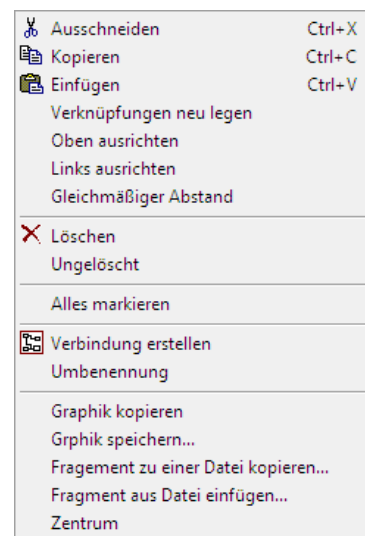 Ausschneiden Ctrl+X
Kopieren Ctrl+C
Einfügen Ctrl+V
Verknüpfungen neu legen
Oben ausrichten
Links ausrichten
Gleichmäßiger Abstand
Löschen
Ungelöscht
Alles markieren
Verbindung erstellen
Umbenennung
Graphik kopieren
Grphik speichern...
Fragement zu einer Datei kopieren...
Fragment aus Datei einfügen...
Zentrum